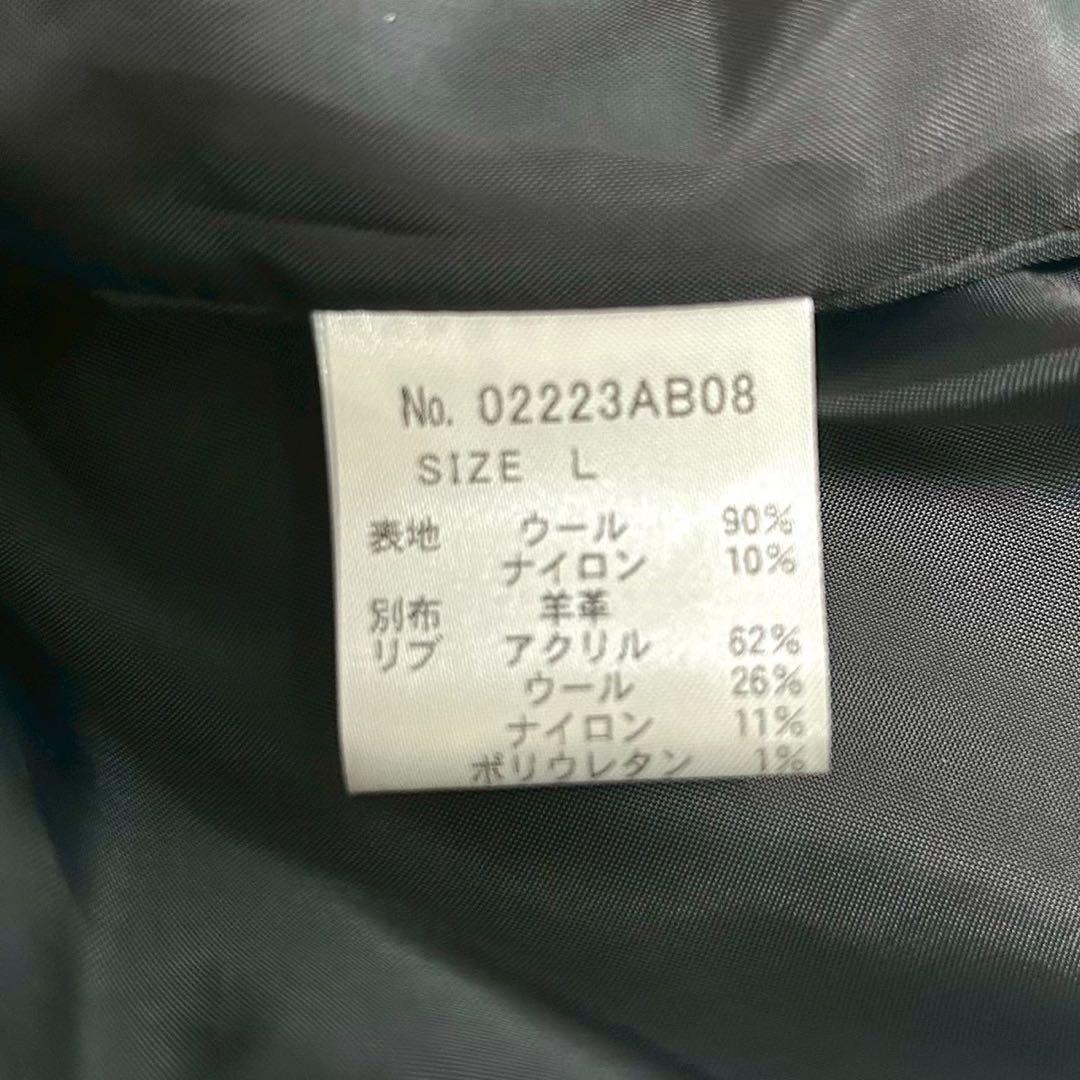 No. 02223AB08
SIZE L
表地 ウール 90%
ナイロン 10%
別布 羊革
リブ アクリル 62%
ウール 26%
ナイロン 11%
ポリウレタン 1%